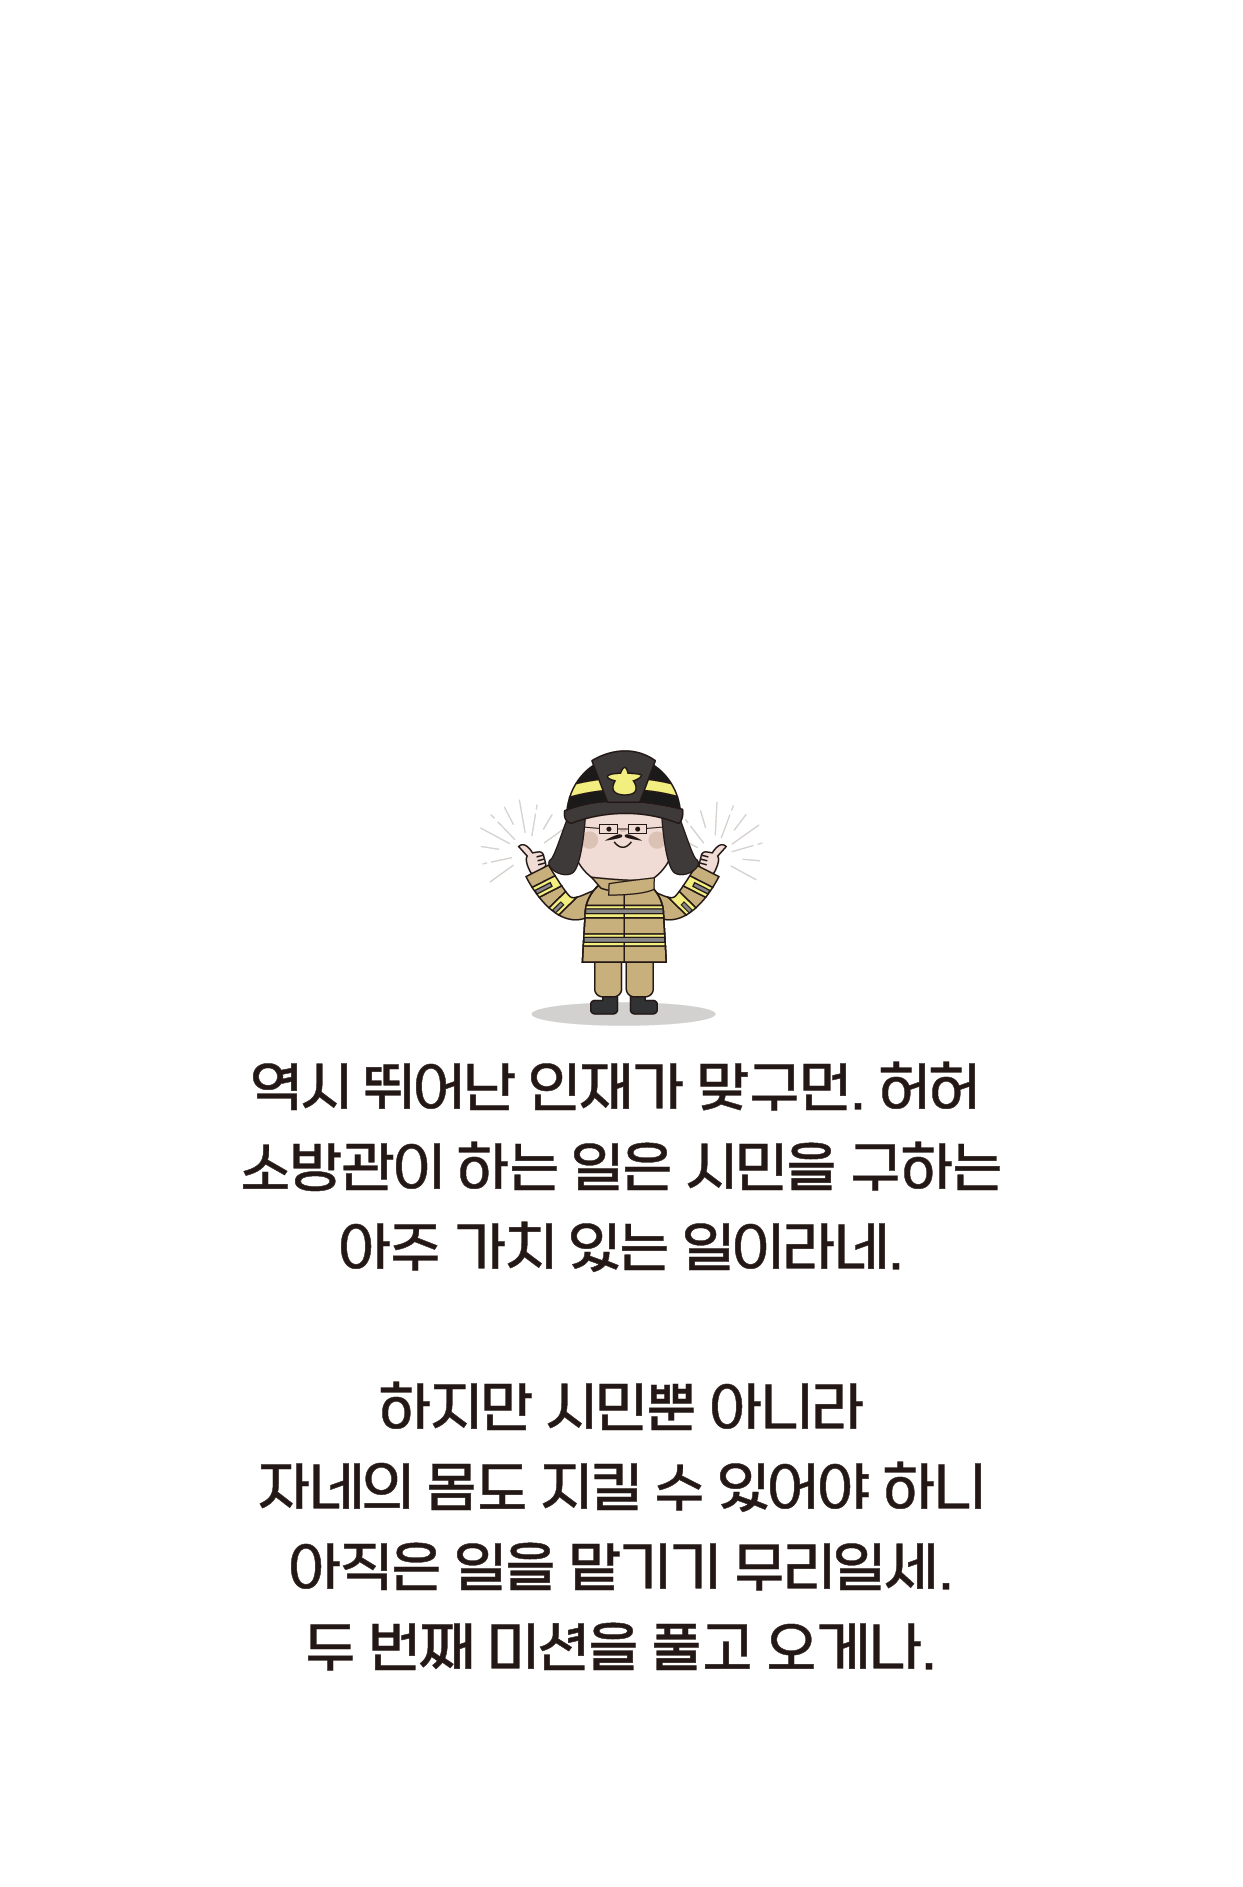 역시 뛰어난 인재가 맞구먼. 허허
소방관이 하는 일은 시민을 구하는
아주 가치 있는 일이라네.
하지만 시민뿐 아니라
자네의 몸도 지킬 수 있어야 하니
아직은 일을 맡기기 무리일세.
두 번째 미션을 풀고 오게나.